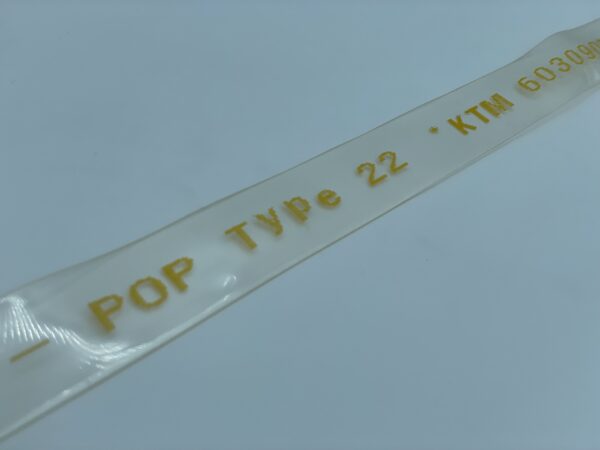 — POP Type 22 * KTM 60309